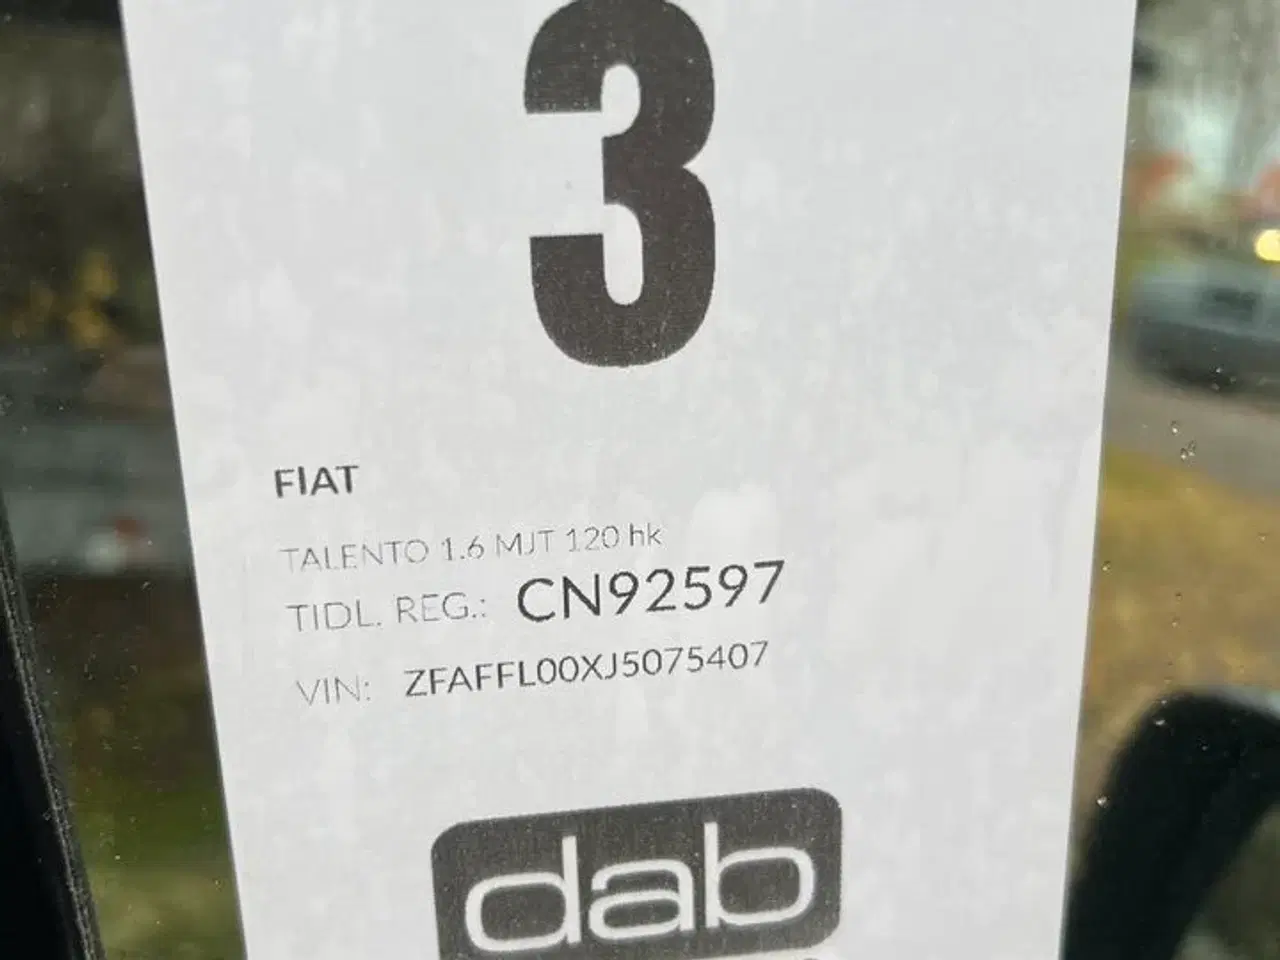 3
FIAT
TALENTO 1.6 MJT 120 hk
TIDL. REG.: CN92597
VIN: ZFAFFL00XJ5075407
dab